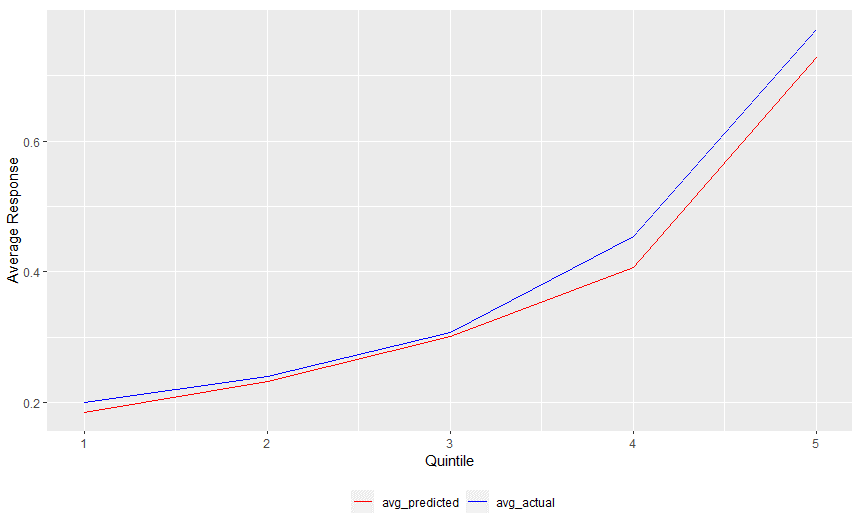 Average Response
0.6
0.4
0.2
1 2 3 4 5
Quintile
avg_predicted avg_actual